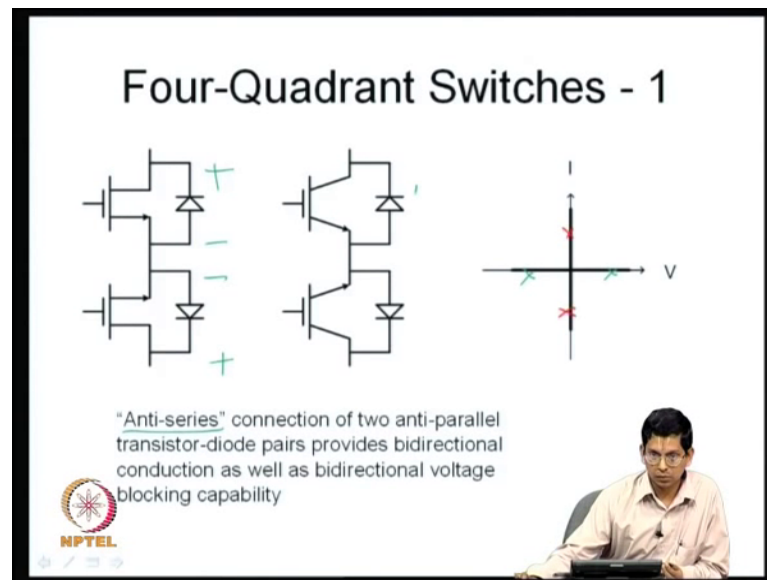 Four-Quadrant Switches - 1
+
-
-
+
I
V
"Anti-series" connection of two anti-parallel
transistor-diode pairs provides bidirectional
conduction as well as bidirectional voltage
blocking capability
NPTEL